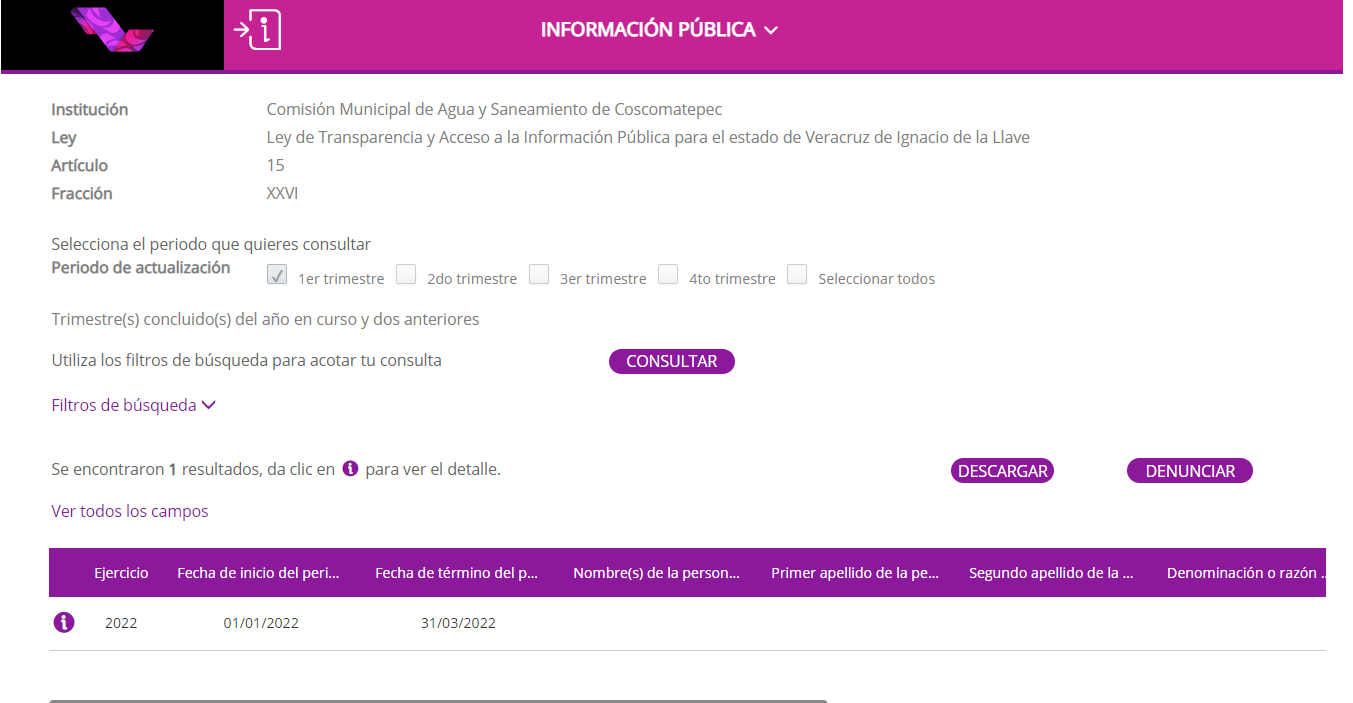 INFORMACIÓN PÚBLICA
Institución Comisión Municipal de Agua y Saneamiento de Coscomatepec
Ley Ley de Transparencia y Acceso a la Información Pública para el estado de Veracruz de Ignacio de la Llave
Artículo 15
Fracción XXVI
Selecciona el periodo que quieres consultar
Periodo de actualización 1er trimestre 2do trimestre 3er trimestre 4to trimestre Seleccionar todos
Trimestre(s) concluido(s) del año en curso y dos anteriores
Utiliza los filtros de búsqueda para acotar tu consulta CONSULTAR
Filtros de búsqueda
Se encontraron 1 resultados, da clic en i para ver el detalle. DESCARGAR DENUNCIAR
Ver todos los campos
Ejercicio Fecha de inicio del peri... Fecha de término del p... Nombre(s) de la person... Primer apellido de la pe... Segundo apellido de la ... Denominación o razón ..
2022 01/01/2022 31/03/2022